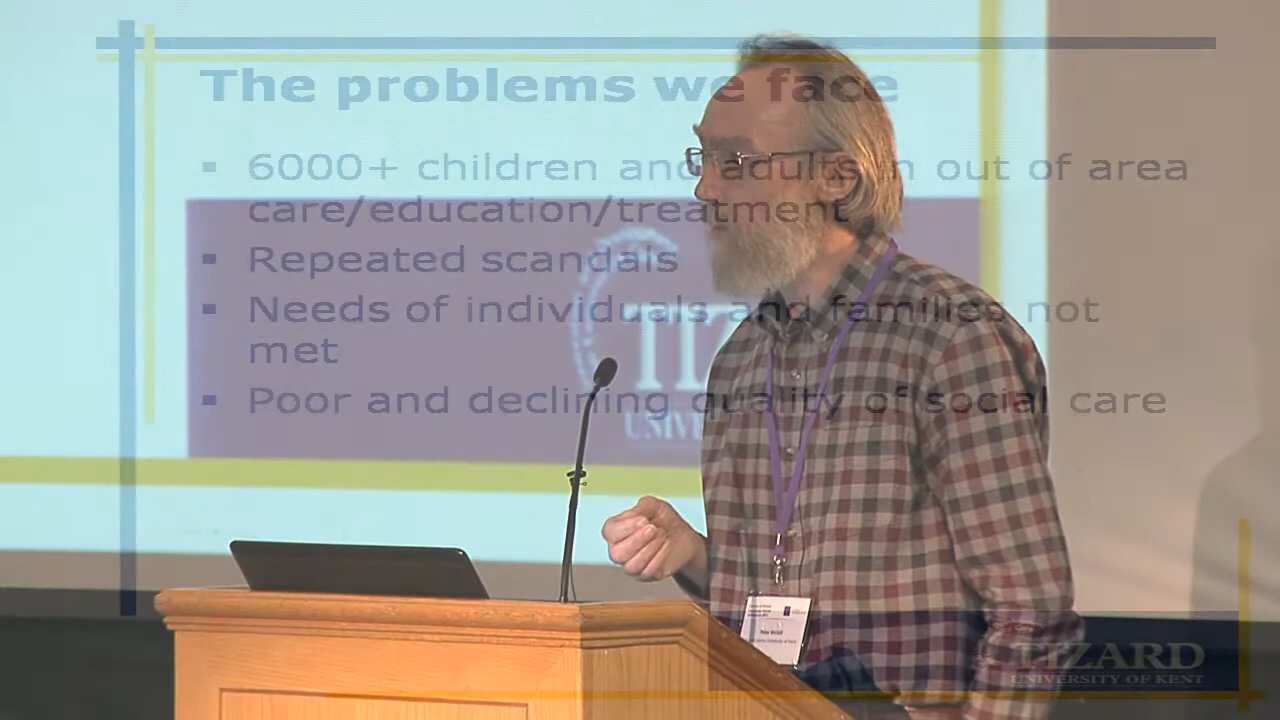 The problems we face
▪ 6000+ children and adults in out of area
care/education/treatment
▪ Repeated scandals
▪ Needs of individuals and families not
met
▪ Poor and declining quality of social care
TIZARD
UNIVERSITY OF KENT